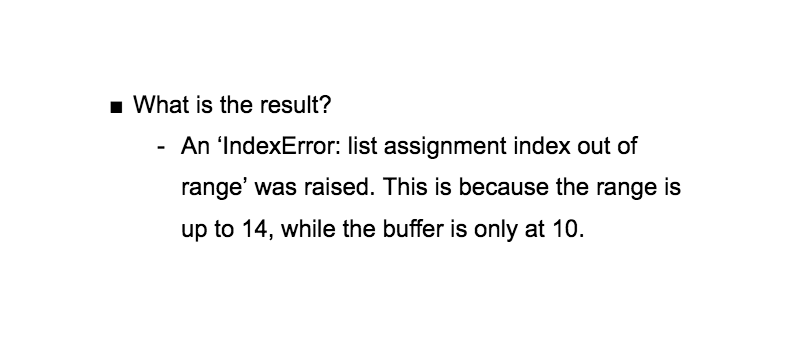 ■ What is the result?
- An ‘IndexError: list assignment index out of
range’ was raised. This is because the range is
up to 14, while the buffer is only at 10.